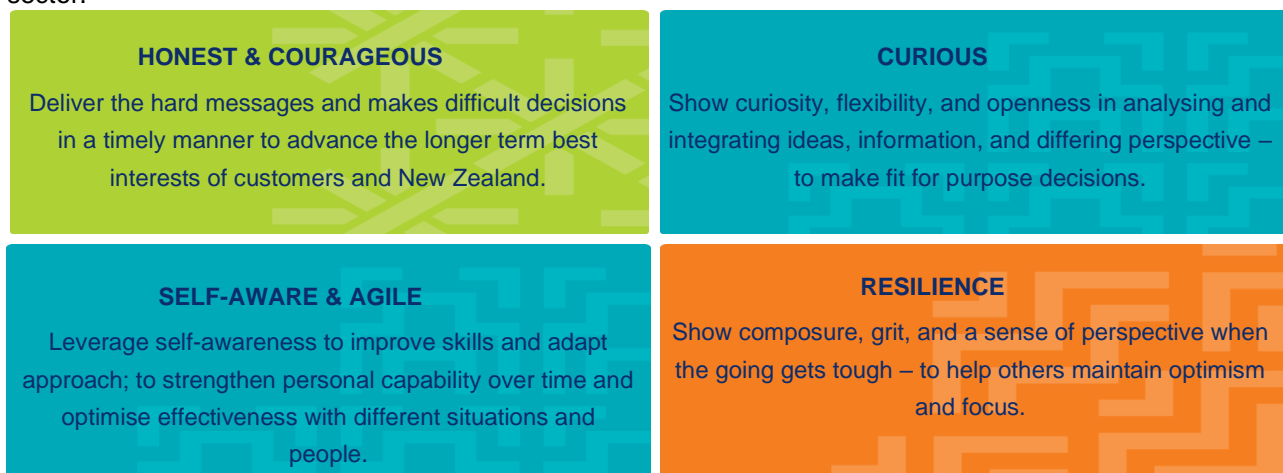 sector.
HONEST & COURAGEOUS
Deliver the hard messages and makes difficult decisions
in a timely manner to advance the longer term best
interests of customers and New Zealand.
CURIOUS
Show curiosity, flexibility, and openness in analysing and
integrating ideas, information, and differing perspective –
to make fit for purpose decisions.
SELF-AWARE & AGILE
Leverage self-awareness to improve skills and adapt
approach; to strengthen personal capability over time and
optimise effectiveness with different situations and
people.
RESILIENCE
Show composure, grit, and a sense of perspective when
the going gets tough – to help others maintain optimism
and focus.